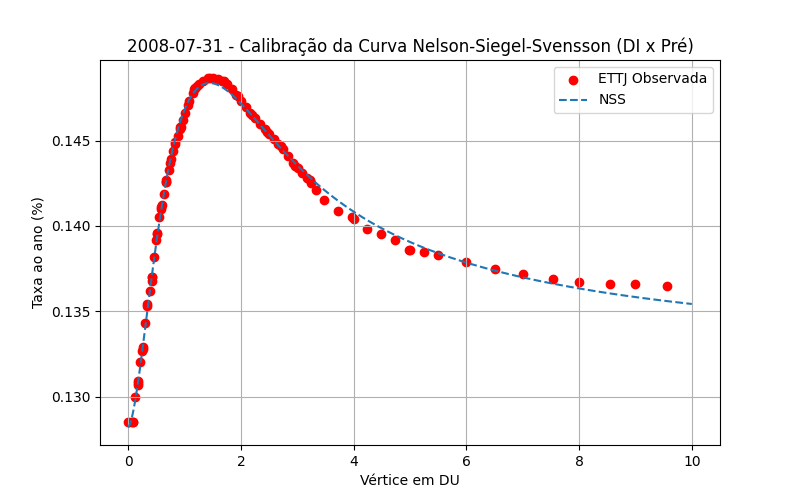 2008-07-31 - Calibração da Curva Nelson-Siegel-Svensson (DI x Pré)
ETTJ Observada
NSS
Taxa ao ano (%)
0.145
0.140
0.135
0.130
0
2
4
6
8
10
Vértice em DU